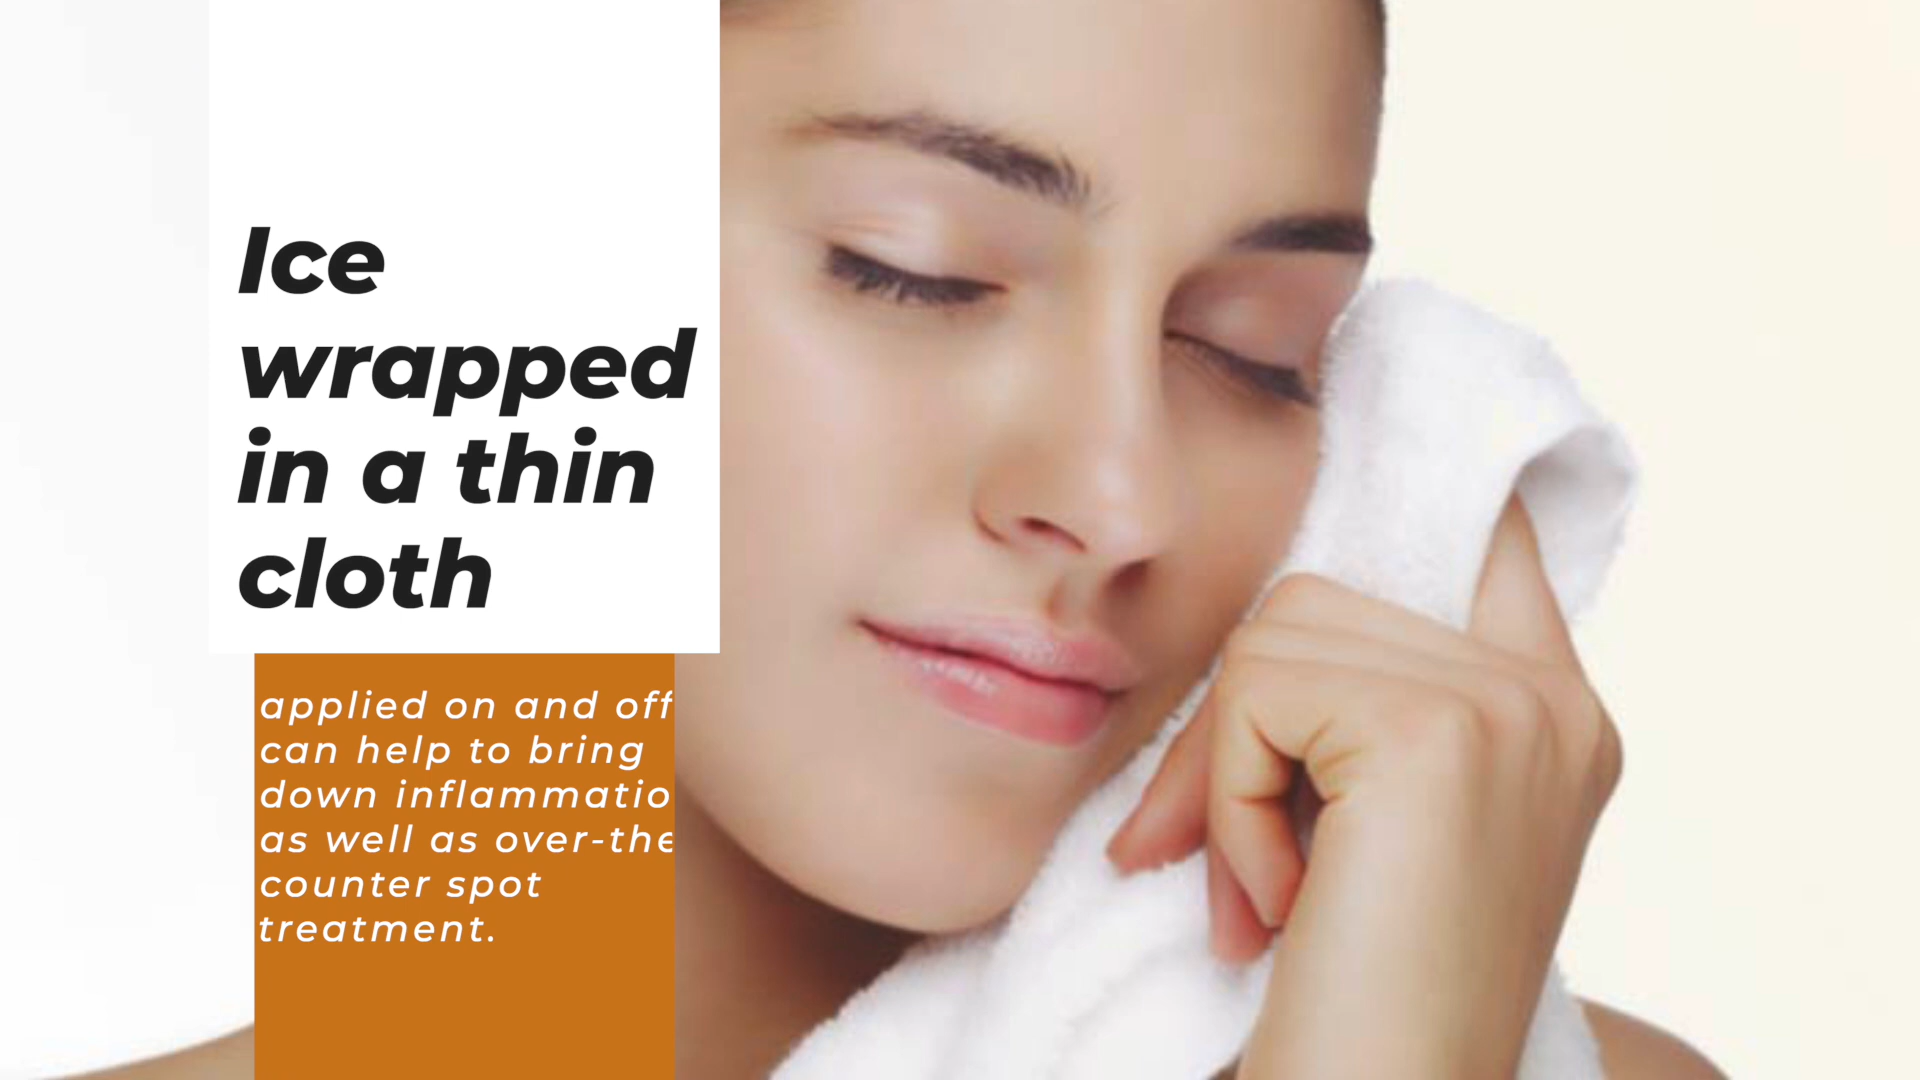 Ice
wrapped
in a thin
cloth
applied on and off
can help to bring
down inflammatio
as well as over-the
counter spot
treatment.